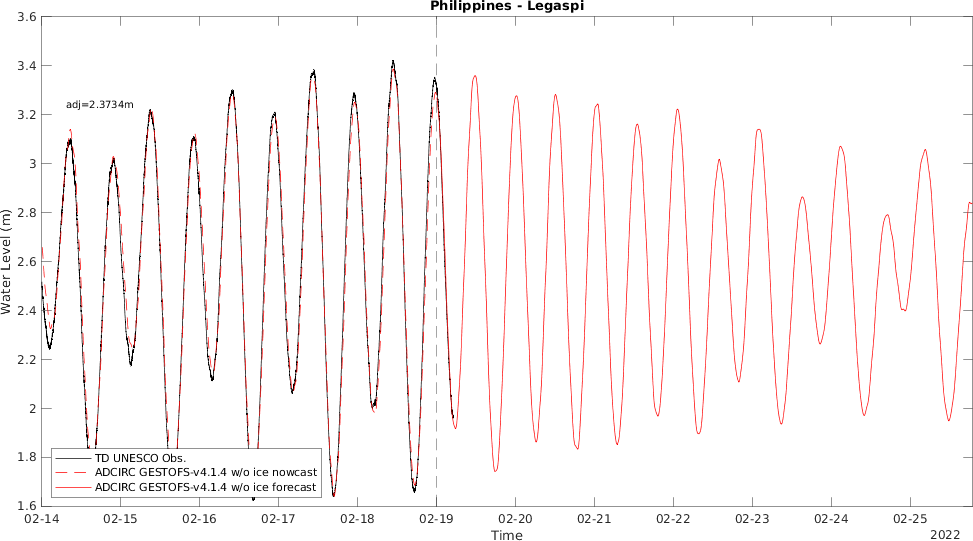 Philippines - Legaspi
3.6
3.4
3.2
3
2.8
2.6
2.4
2.2
2
1.8
1.6
Water Level (m)
adj=2.3734m
TD UNESCO Obs.
ADCIRC GESTOFS-v4.1.4 w/o ice nowcast
ADCIRC GESTOFS-v4.1.4 w/o ice forecast
02-14 02-15 02-16 02-17 02-18 02-19 02-20 02-21 02-22 02-23 02-24 02-25
Time
2022